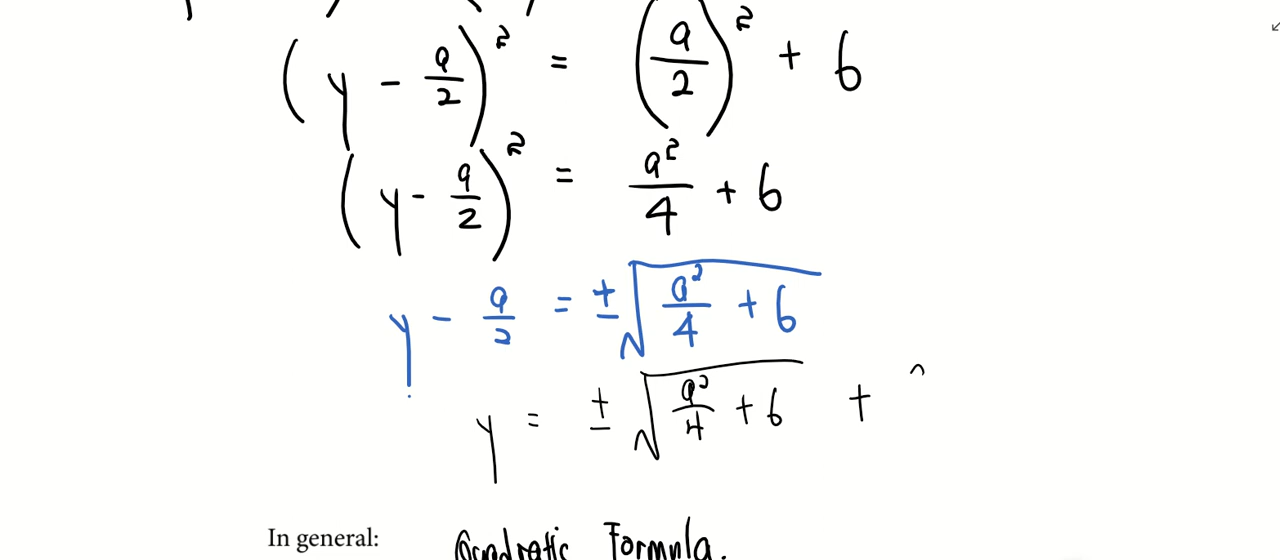 (y - a/2)² = (a/2)² + 6
(y - a/2)² = a²/4 + 6
y - a/2 = ±√(a²/4 + 6)
y = ±√(a²/4 + 6) +
In general: Quadratic Formula.